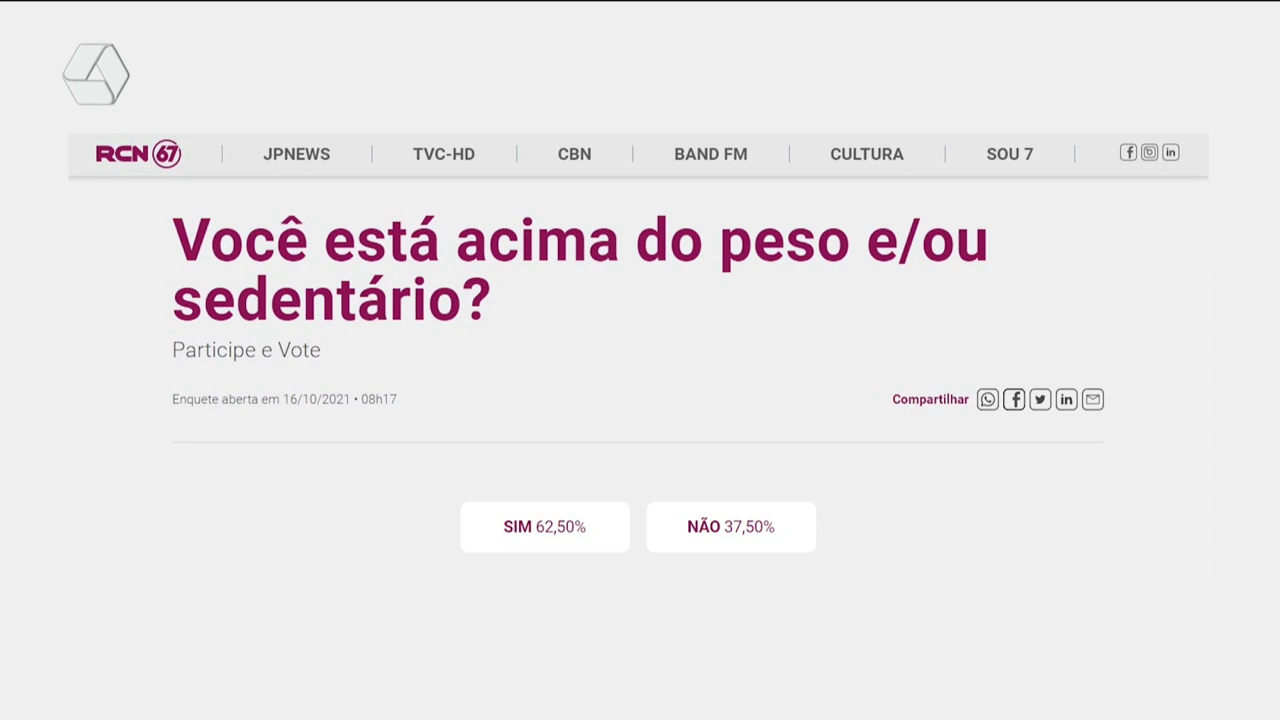 RCN 67 JPNEWS TVC-HD CBN BAND FM CULTURA SOU 7
Você está acima do peso e/ou
sedentário?
Participe e Vote
Enquete aberta em 16/10/2021 • 08h17 Compartilhar
SIM 62,50% NÃO 37,50%